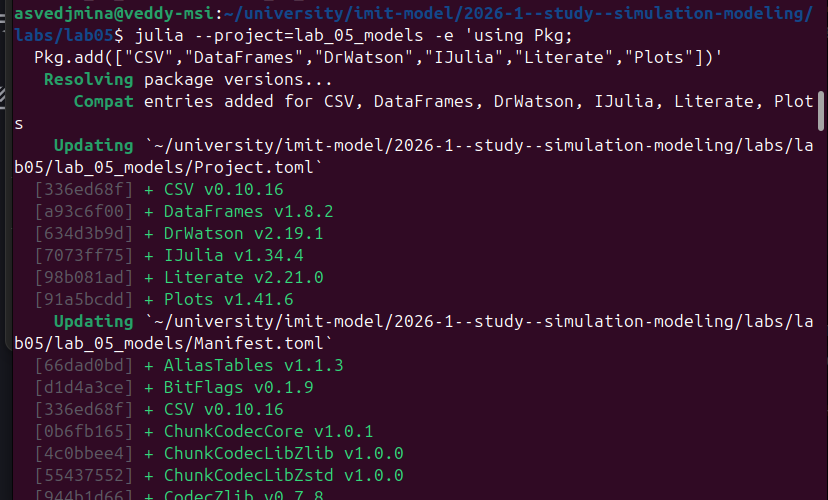 asvedjmina@veddy-msi:~/university/imit-model/2026-1--study--simulation-modeling/
labs/lab05$ julia --project=lab_05_models -e 'using Pkg;
  Pkg.add(["CSV","DataFrames","DrWatson","IJulia","Literate","Plots"])'
   Resolving package versions...
      Compat entries added for CSV, DataFrames, DrWatson, IJulia, Literate, Plot
s
    Updating `~/university/imit-model/2026-1--study--simulation-modeling/labs/la
b05/lab_05_models/Project.toml`
  [336ed68f] + CSV v0.10.16
  [a93c6f00] + DataFrames v1.8.2
  [634d3b9d] + DrWatson v2.19.1
  [7073ff75] + IJulia v1.34.4
  [98b081ad] + Literate v2.21.0
  [91a5bcdd] + Plots v1.41.6
    Updating `~/university/imit-model/2026-1--study--simulation-modeling/labs/la
b05/lab_05_models/Manifest.toml`
  [66dad0bd] + AliasTables v1.1.3
  [d1d4a3ce] + BitFlags v0.1.9
  [336ed68f] + CSV v0.10.16
  [0b6fb165] + ChunkCodecCore v1.0.1
  [4c0bbee4] + ChunkCodecLibZlib v1.0.0
  [55437552] + ChunkCodecLibZstd v1.0.0
  [944b1d66] + CodecZlib v0.7.8